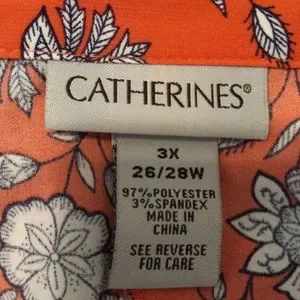 CATHERINES®
3X
26/28W
97% POLYESTER
3% SPANDEX
MADE IN
CHINA
SEE REVERSE
FOR CARE